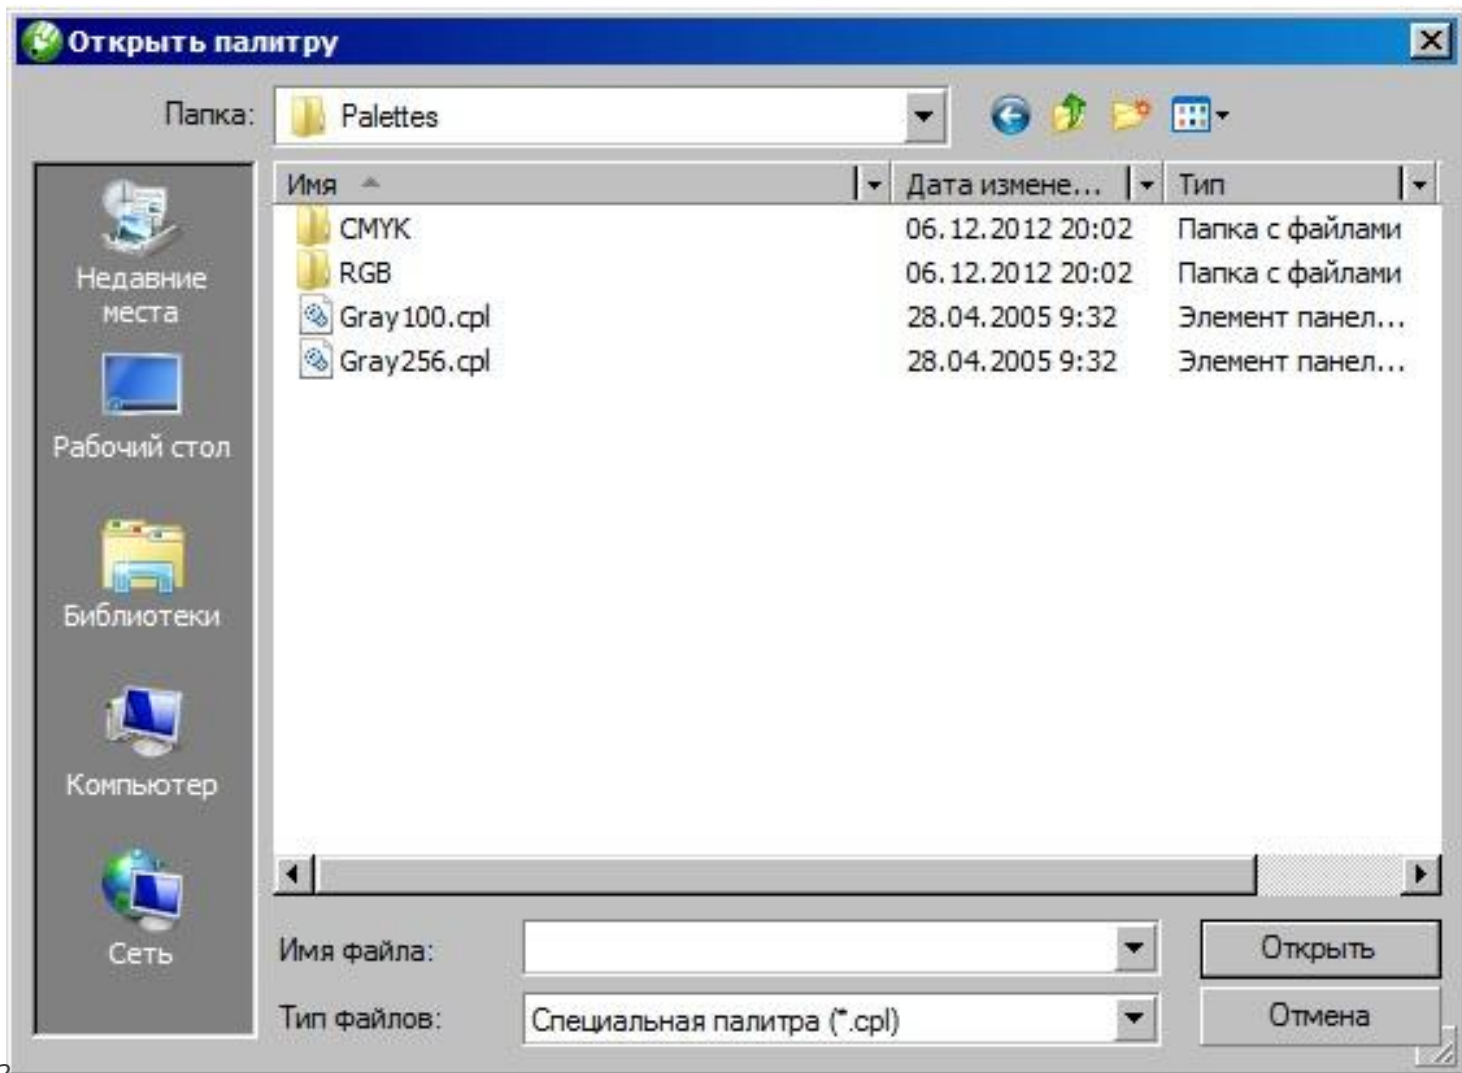 Открыть палитру
Папка: Palettes
Имя Дата измене... Тип
CMYK 06.12.2012 20:02 Папка с файлами
RGB 06.12.2012 20:02 Папка с файлами
Gray100.cpl 28.04.2005 9:32 Элемент панел...
Gray256.cpl 28.04.2005 9:32 Элемент панел...
Недавние
места
Рабочий стол
Библиотеки
Компьютер
Сеть
Имя файла: Открыть
Тип файлов: Специальная палитра (*.cpl) Отмена